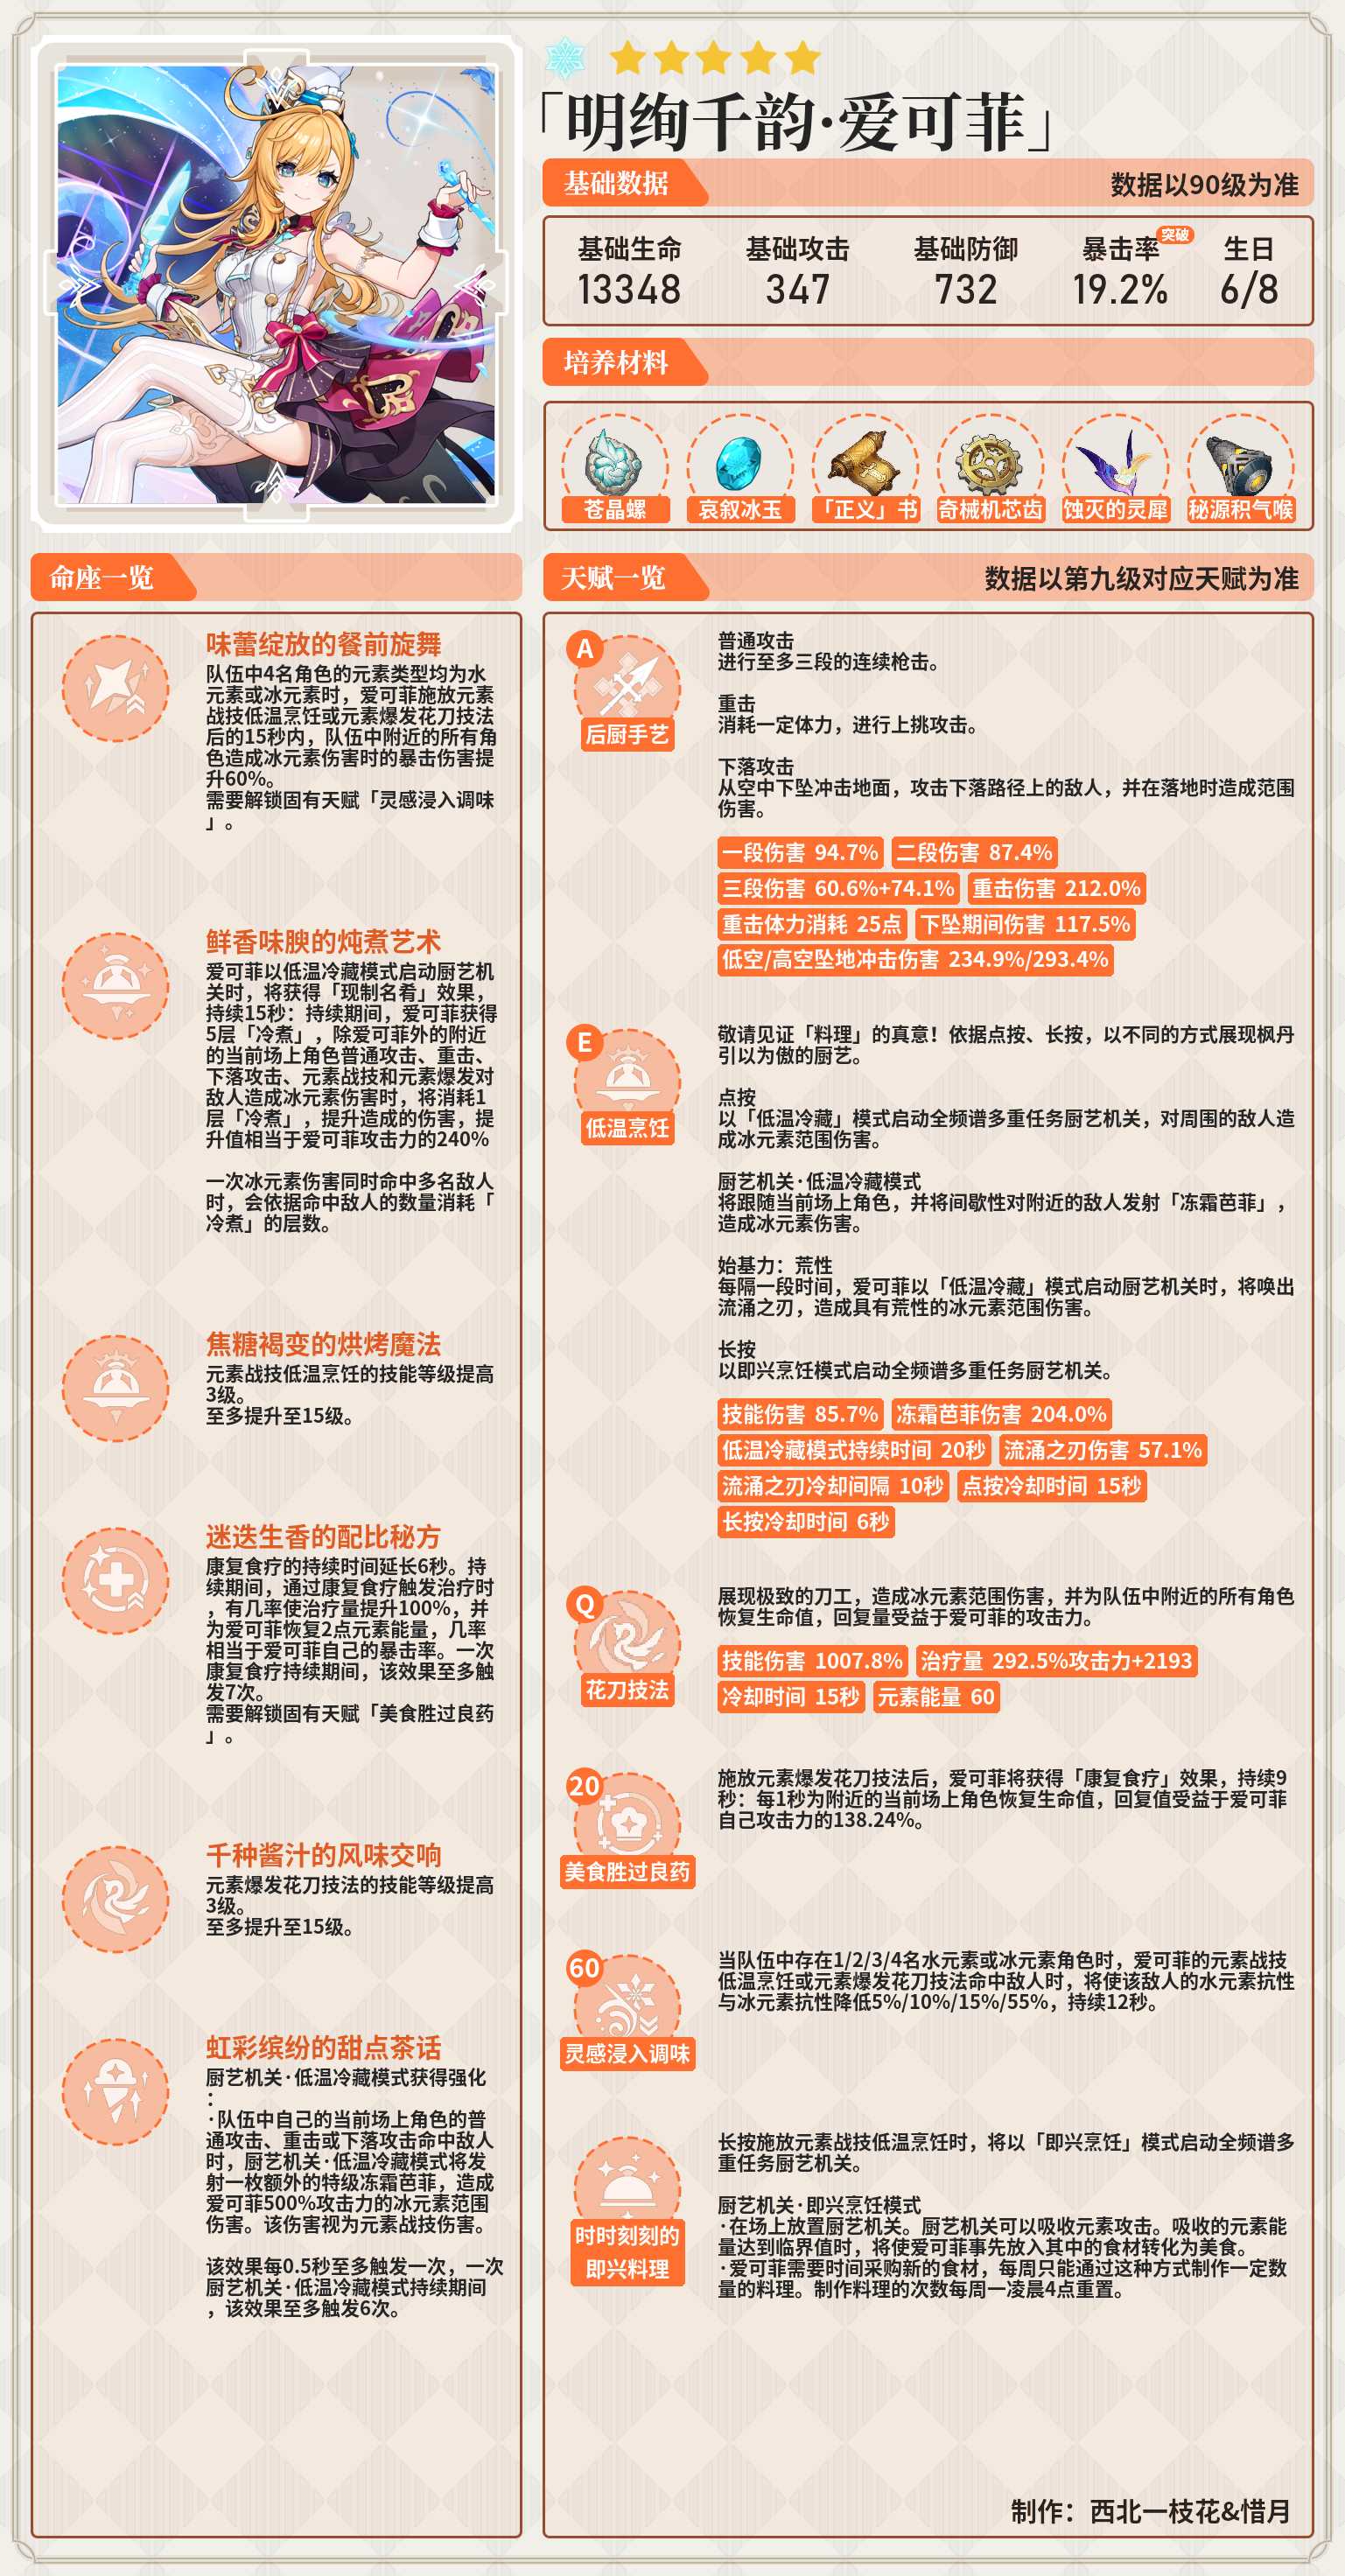 「明绚千韵·爱可菲」
基础数据
数据以90级为准
基础生命
基础攻击
基础防御
暴击率
突破
生日
13348
347
732
19.2%
6/8
培养材料
苍晶螺
哀叙冰玉
「正义」书
奇械机芯齿
蚀灭的灵犀
秘源积气喉
命座一览
味蕾绽放的餐前旋舞
队伍中4名角色的元素类型均为水
元素或冰元素时，爱可菲施放元素
战技低温烹饪或元素爆发花刀技法
后的15秒内，队伍中附近的所有角
色造成冰元素伤害时的暴击伤害提
升60%。
需要解锁固有天赋「灵感浸入调味
」。
鲜香味腴的炖煮艺术
爱可菲以低温冷藏模式启动厨艺机
关时，将获得「现制名肴」效果，
持续15秒：持续期间，爱可菲获得
5层「冷煮」，除爱可菲外的附近
的当前场上角色普通攻击、重击、
下落攻击、元素战技和元素爆发对
敌人造成冰元素伤害时，将消耗1
层「冷煮」，提升造成的伤害，提
升值相当于爱可菲攻击力的240%
一次冰元素伤害同时命中多名敌人
时，会依据命中敌人的数量消耗「
冷煮」的层数。
焦糖褐变的烘烤魔法
元素战技低温烹饪的技能等级提高
3级。
至多提升至15级。
迷迭生香的配比秘方
康复食疗的持续时间延长6秒。持
续期间，通过康复食疗触发治疗时
，有几率使治疗量提升100%，并
为爱可菲恢复2点元素能量，几率
相当于爱可菲自己的暴击率。一次
康复食疗持续期间，该效果至多触
发7次。
需要解锁固有天赋「美食胜过良药
」。
千种酱汁的风味交响
元素爆发花刀技法的技能等级提高
3级。
至多提升至15级。
虹彩缤纷的甜点茶话
厨艺机关·低温冷藏模式获得强化
：
·队伍中自己的当前场上角色的普
通攻击、重击或下落攻击命中敌人
时，厨艺机关·低温冷藏模式将发
射一枚额外的特级冻霜芭菲，造成
爱可菲500%攻击力的冰元素范围
伤害。该伤害视为元素战技伤害。
该效果每0.5秒至多触发一次，一次
厨艺机关·低温冷藏模式持续期间
，该效果至多触发6次。
天赋一览
数据以第九级对应天赋为准
A
后厨手艺
普通攻击
进行至多三段的连续枪击。
重击
消耗一定体力，进行上挑攻击。
下落攻击
从空中下坠冲击地面，攻击下落路径上的敌人，并在落地时造成范围
伤害。
一段伤害 94.7% 二段伤害 87.4%
三段伤害 60.6%+74.1% 重击伤害 212.0%
重击体力消耗 25点 下坠期间伤害 117.5%
低空/高空坠地冲击伤害 234.9%/293.4%
E
低温烹饪
敬请见证「料理」的真意！依据点按、长按，以不同的方式展现枫丹
引以为傲的厨艺。
点按
以「低温冷藏」模式启动全频谱多重任务厨艺机关，对周围的敌人造
成冰元素范围伤害。
厨艺机关·低温冷藏模式
将跟随当前场上角色，并将间歇性对附近的敌人发射「冻霜芭菲」，
造成冰元素伤害。
始基力：荒性
每隔一段时间，爱可菲以「低温冷藏」模式启动厨艺机关时，将唤出
流涌之刃，造成具有荒性的冰元素范围伤害。
长按
以即兴烹饪模式启动全频谱多重任务厨艺机关。
技能伤害 85.7% 冻霜芭菲伤害 204.0%
低温冷藏模式持续时间 20秒 流涌之刃伤害 57.1%
流涌之刃冷却间隔 10秒 点按冷却时间 15秒
长按冷却时间 6秒
Q
花刀技法
展现极致的刀工，造成冰元素范围伤害，并为队伍中附近的所有角色
恢复生命值，回复量受益于爱可菲的攻击力。
技能伤害 1007.8% 治疗量 292.5%攻击力+2193
冷却时间 15秒 元素能量 60
20
美食胜过良药
施放元素爆发花刀技法后，爱可菲将获得「康复食疗」效果，持续9
秒：每1秒为附近的当前场上角色恢复生命值，回复值受益于爱可菲
自己攻击力的138.24%。
60
灵感浸入调味
当队伍中存在1/2/3/4名水元素或冰元素角色时，爱可菲的元素战技
低温烹饪或元素爆发花刀技法命中敌人时，将使该敌人的水元素抗性
与冰元素抗性降低5%/10%/15%/55%，持续12秒。
时时刻刻的
即兴料理
长按施放元素战技低温烹饪时，将以「即兴烹饪」模式启动全频谱多
重任务厨艺机关。
厨艺机关·即兴烹饪模式
·在场上放置厨艺机关。厨艺机关可以吸收元素攻击。吸收的元素能
量达到临界值时，将使爱可菲事先放入其中的食材转化为美食。
·爱可菲需要时间采购新的食材，每周只能通过这种方式制作一定数
量的料理。制作料理的次数每周一凌晨4点重置。
制作：西北一枝花&惜月